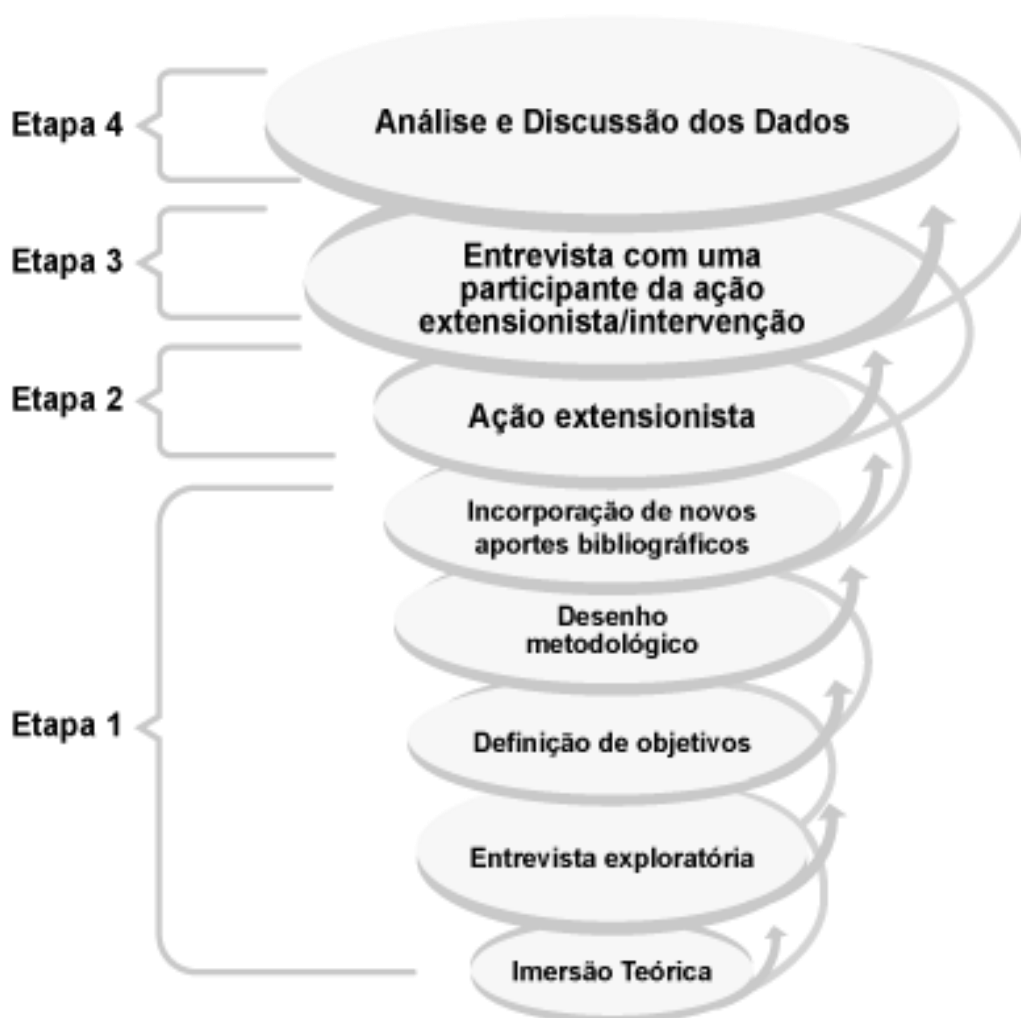 Etapa 4
Análise e Discussão dos Dados
Etapa 3
Entrevista com uma
participante da ação
extensionista/intervenção
Etapa 2
Ação extensionista
Incorporação de novos
aportes bibliográficos
Desenho
metodológico
Etapa 1
Definição de objetivos
Entrevista exploratória
Imersão Teórica